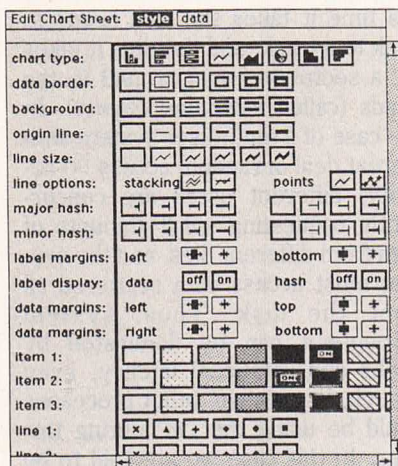 Edit Chart Sheet: style data
chart type:
data border:
background:
origin line:
line size:
line options: stacking points
major hash:
minor hash:
label margins: left bottom
label display: data off on hash off on
data margins: left top
data margins: right bottom
item 1:
item 2:
item 3:
line 1:
line 2: